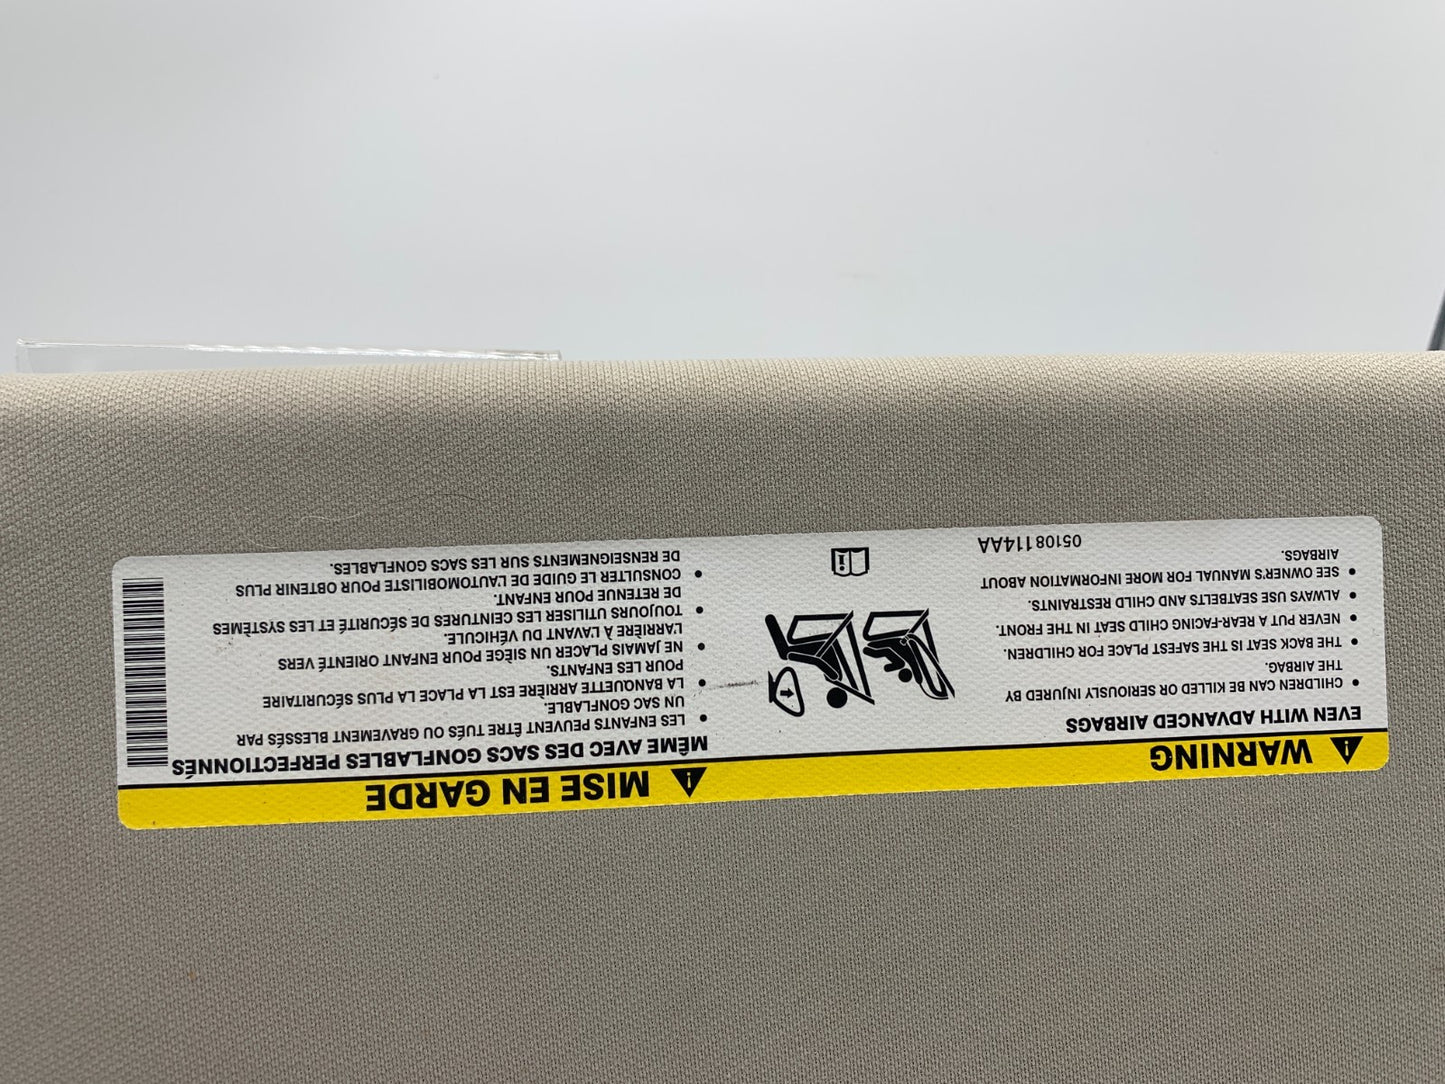 WARNING
EVEN WITH ADVANCED AIRBAGS
• CHILDREN CAN BE KILLED OR SERIOUSLY INJURED BY
THE AIRBAG.
• THE BACK SEAT IS THE SAFEST PLACE FOR CHILDREN.
• NEVER PUT A REAR-FACING CHILD SEAT IN THE FRONT.
• ALWAYS USE SEATBELTS AND CHILD RESTRAINTS.
• SEE OWNER'S MANUAL FOR MORE INFORMATION ABOUT
AIRBAGS.
05108114AA
MISE EN GARDE
MÊME AVEC DES SACS GONFLABLES PERFECTIONNÉS
• LES ENFANTS PEUVENT ÊTRE TUÉS OU GRAVEMENT BLESSÉS PAR
UN SAC GONFLABLE.
• LA BANQUETTE ARRIÈRE EST LA PLACE LA PLUS SÉCURITAIRE
POUR LES ENFANTS.
• NE JAMAIS PLACER UN SIÈGE POUR ENFANT ORIENTÉ VERS
L'ARRIÈRE À L'AVANT DU VÉHICULE.
• TOUJOURS UTILISER LES CEINTURES DE SÉCURITÉ ET LES SYSTÈMES
DE RETENUE POUR ENFANT.
• CONSULTER LE GUIDE DE L'AUTOMOBILISTE POUR OBTENIR PLUS
DE RENSEIGNEMENTS SUR LES SACS GONFLABLES.